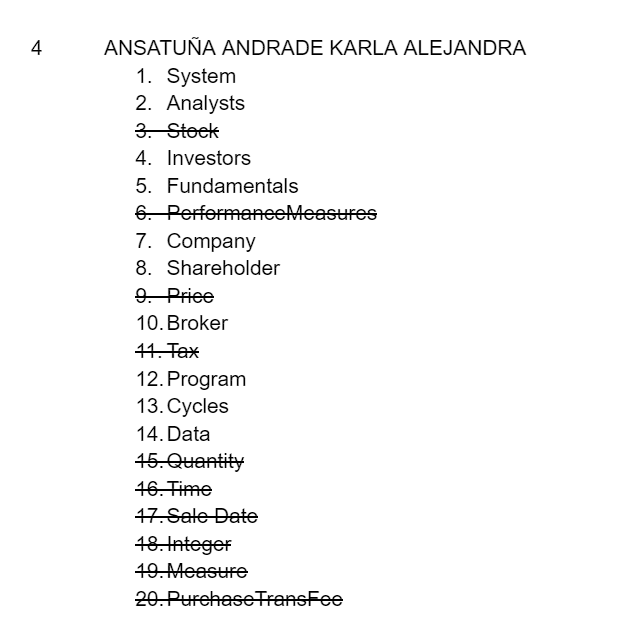 4 ANSATUÑA ANDRADE KARLA ALEJANDRA
1. System
2. Analysts
3. Stock
4. Investors
5. Fundamentals
6. PerformanceMeasures
7. Company
8. Shareholder
9. Price
10. Broker
11. Tax
12. Program
13. Cycles
14. Data
15. Quantity
16. Time
17. Sale Date
18. Integer
19. Measure
20. PurchaseTransFee